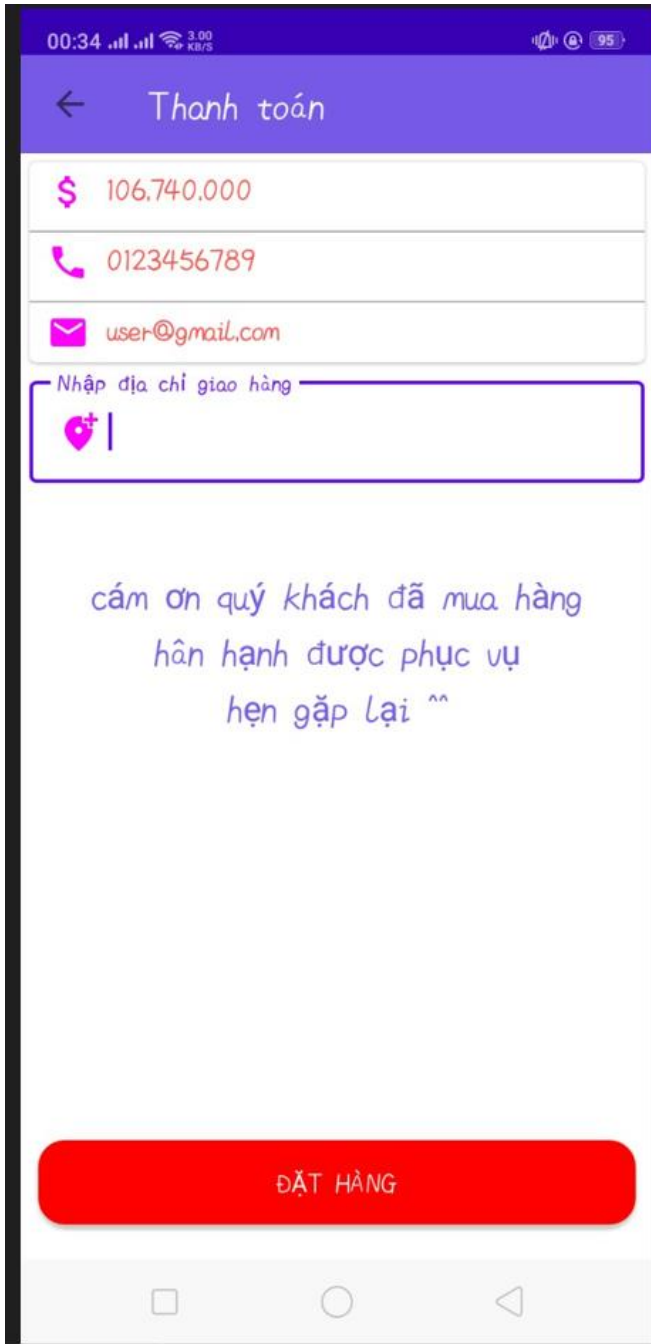 00:34 3.00 KB/S 95
Thanh toán
106.740.000
0123456789
user@gmail.com
Nhập địa chỉ giao hàng
cám ơn quý khách đã mua hàng
hân hạnh được phục vụ
hẹn gặp lại ^^
ĐẶT HÀNG